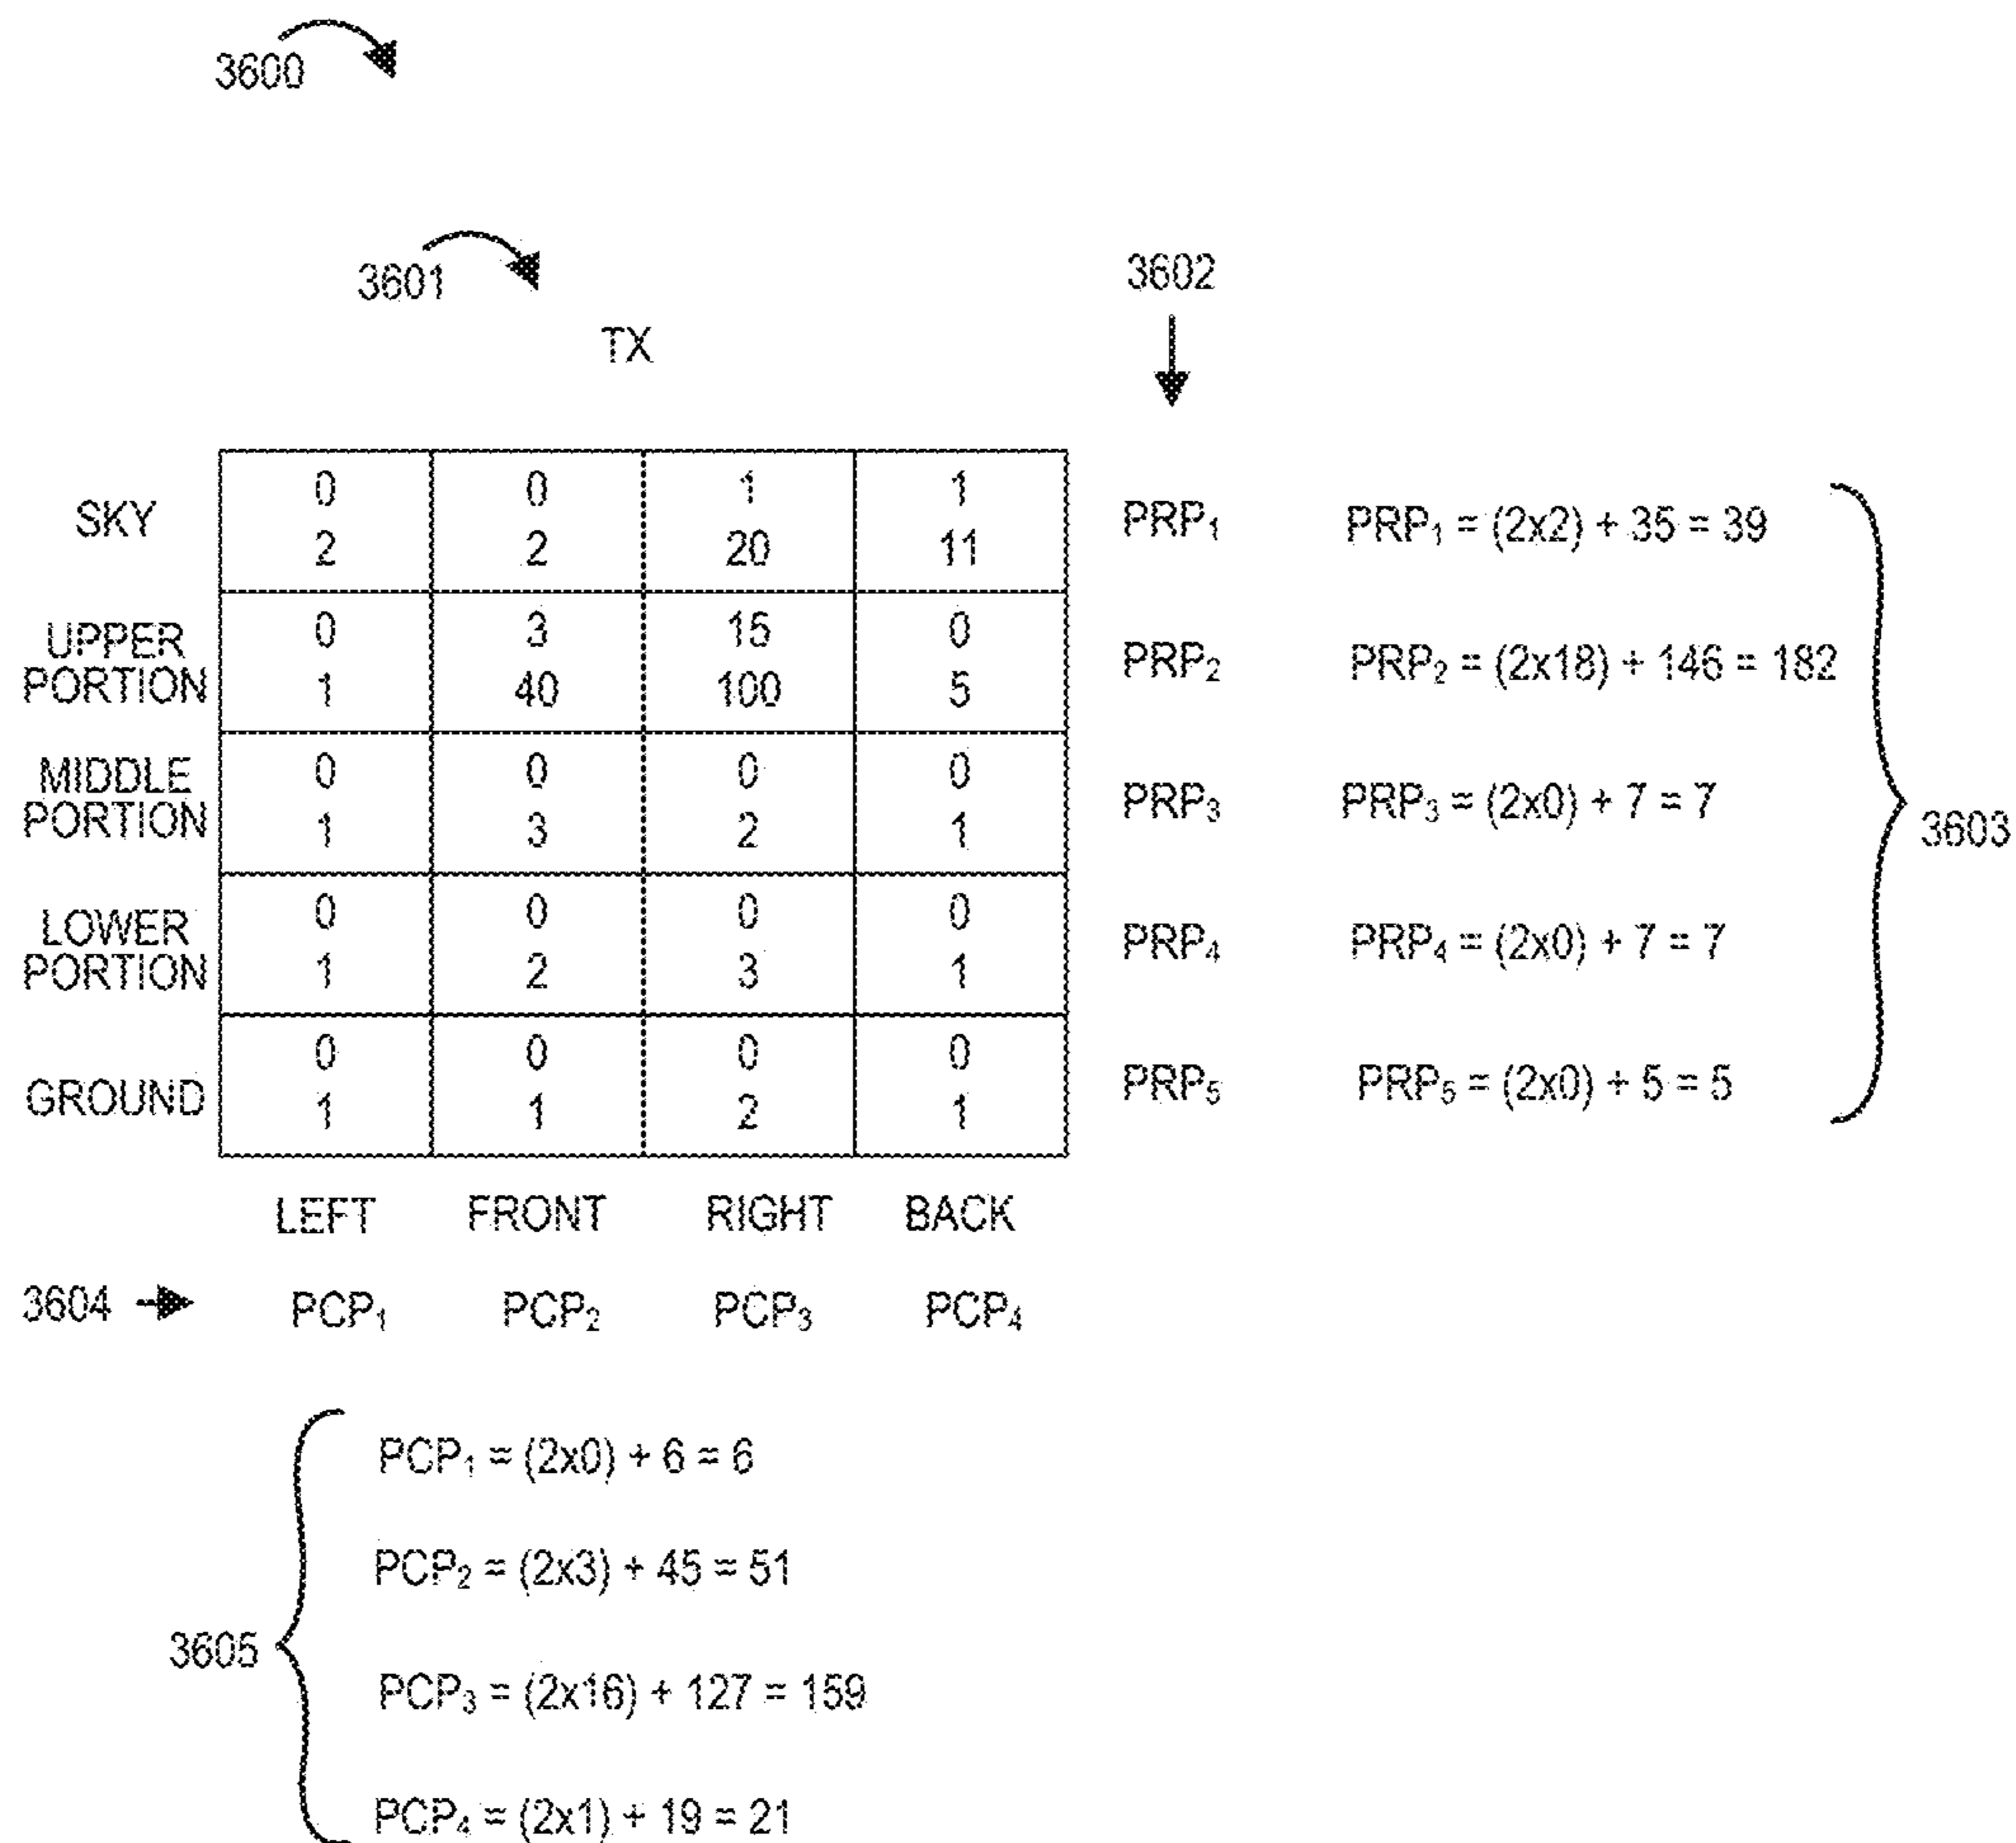 3600
3601
3602
TX
0 0 1 1
SKY PRP₁ PRP₁ = (2x2) + 35 = 39
2 2 20 11
0 3 15 0
UPPER
PORTION PRP₂ PRP₂ = (2x18) + 146 = 182
1 40 100 5
0 0 0 0
MIDDLE
PORTION PRP₃ PRP₃ = (2x0) + 7 = 7
1 3 2 1
3603
0 0 0 0
LOWER
PORTION PRP₄ PRP₄ = (2x0) + 7 = 7
1 2 3 1
0 0 0 0
GROUND PRP₅ PRP₅ = (2x0) + 5 = 5
1 1 2 1
LEFT FRONT RIGHT BACK
3604 PCP₁ PCP₂ PCP₃ PCP₄
PCP₁ = (2x0) + 6 = 6
PCP₂ = (2x3) + 45 = 51
3605
PCP₃ = (2x16) + 127 = 159
PCP₄ = (2x1) + 19 = 21